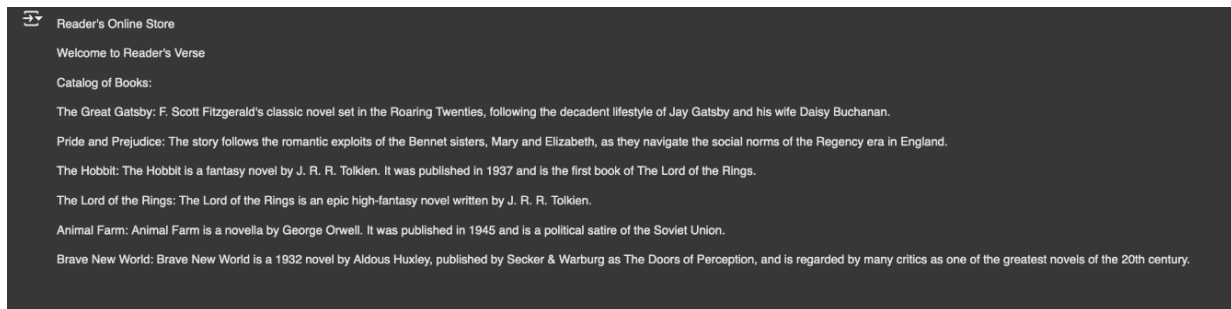 Reader's Online Store
Welcome to Reader's Verse
Catalog of Books:
The Great Gatsby: F. Scott Fitzgerald's classic novel set in the Roaring Twenties, following the decadent lifestyle of Jay Gatsby and his wife Daisy Buchanan.
Pride and Prejudice: The story follows the romantic exploits of the Bennet sisters, Mary and Elizabeth, as they navigate the social norms of the Regency era in England.
The Hobbit: The Hobbit is a fantasy novel by J. R. R. Tolkien. It was published in 1937 and is the first book of The Lord of the Rings.
The Lord of the Rings: The Lord of the Rings is an epic high-fantasy novel written by J. R. R. Tolkien.
Animal Farm: Animal Farm is a novella by George Orwell. It was published in 1945 and is a political satire of the Soviet Union.
Brave New World: Brave New World is a 1932 novel by Aldous Huxley, published by Secker & Warburg as The Doors of Perception, and is regarded by many critics as one of the greatest novels of the 20th century.